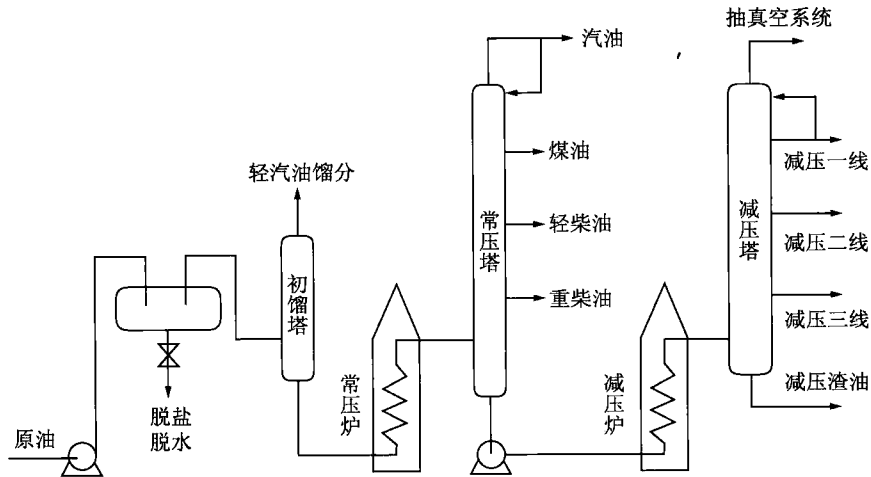 抽真空系统
汽油
煤油
轻汽油馏分
减压一线
常压塔
减压塔
轻柴油
减压二线
初馏塔
重柴油
减压三线
常压炉
减压炉
减压渣油
脱盐
脱水
原油